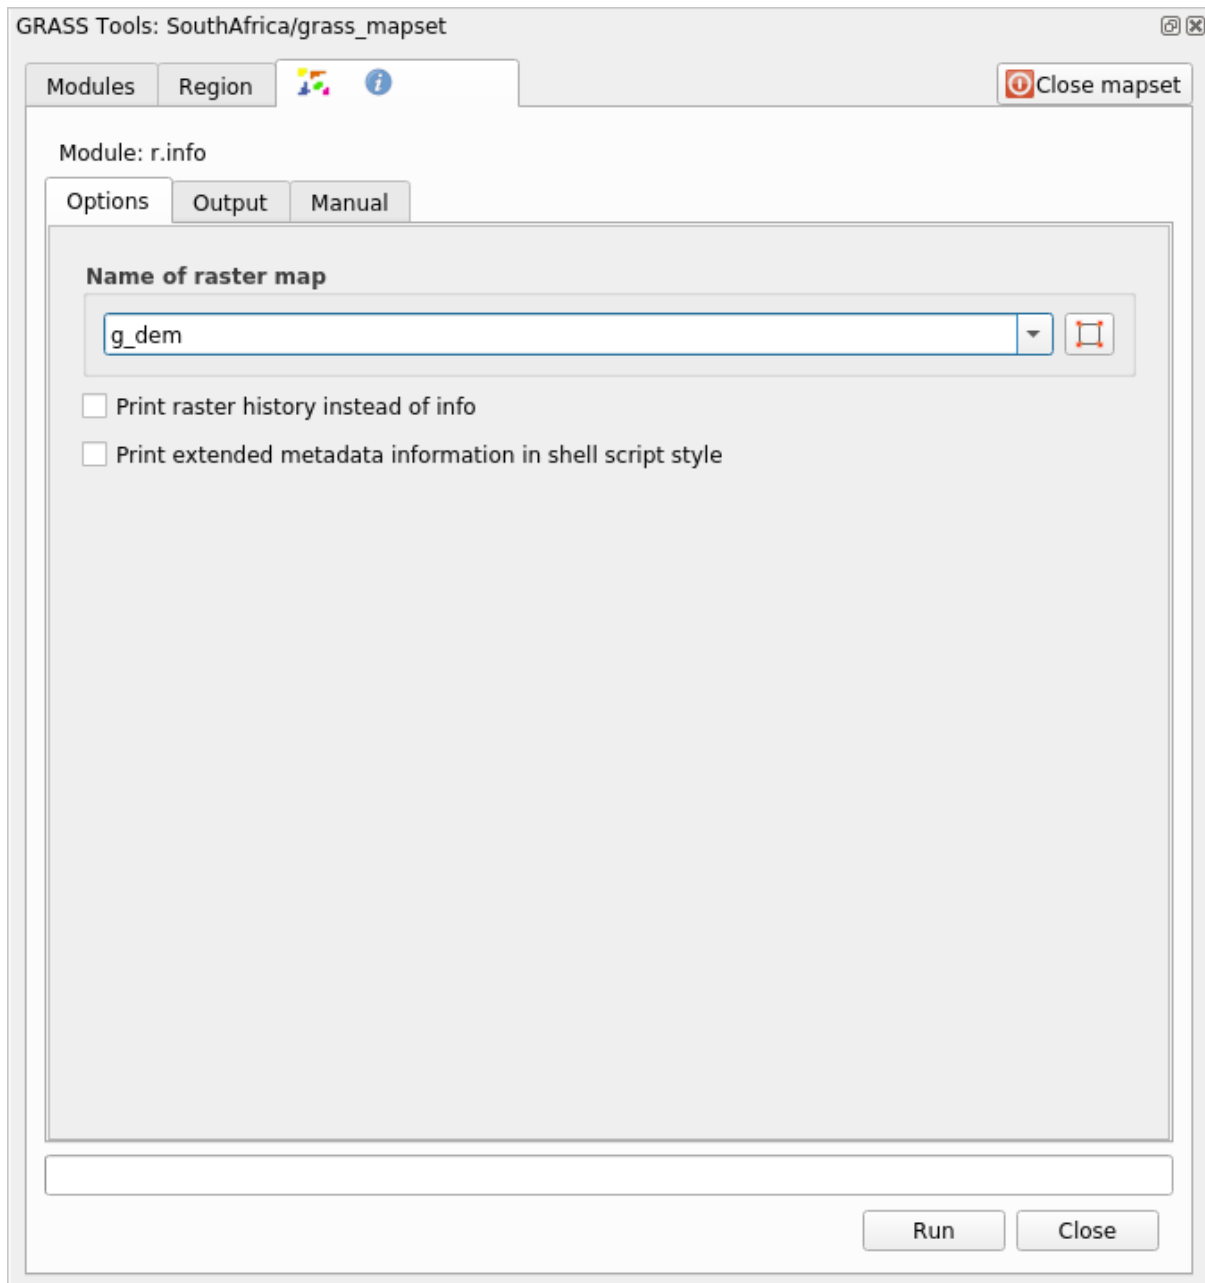 GRASS Tools: SouthAfrica/grass_mapset
Modules Region Close mapset
Module: r.info
Options Output Manual
Name of raster map
g_dem
Print raster history instead of info
Print extended metadata information in shell script style
Run Close